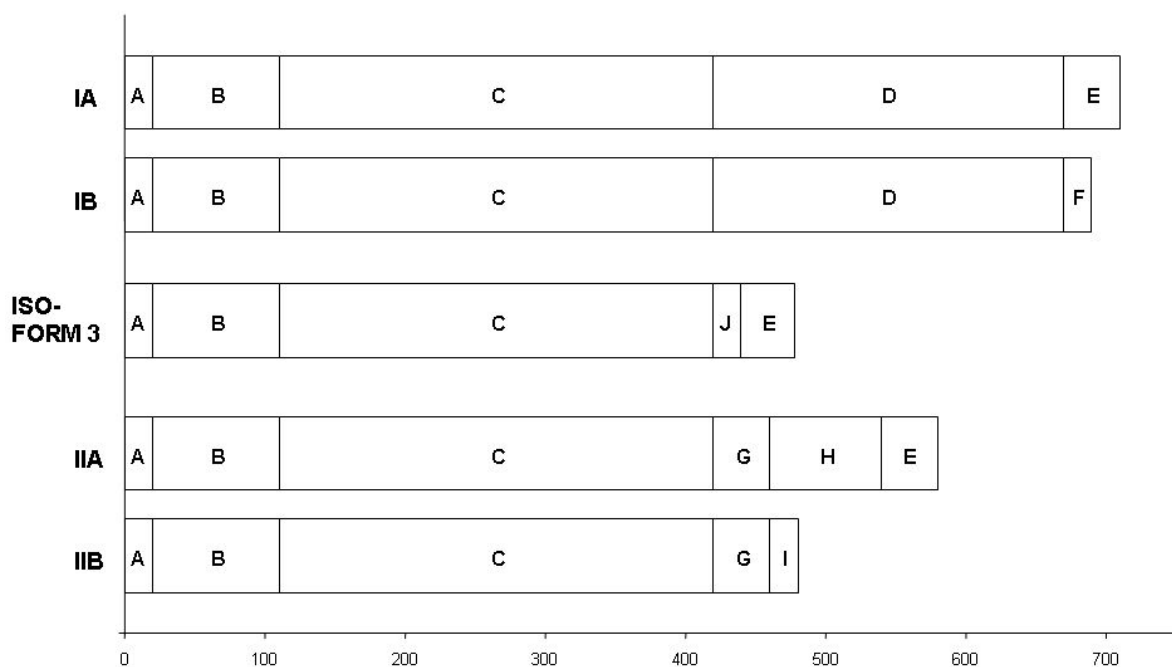 IA A B C D E
IB A B C D F
ISO-
FORM 3 A B C J E
IIA A B C G H E
IIB A B C G I
0 100 200 300 400 500 600 700